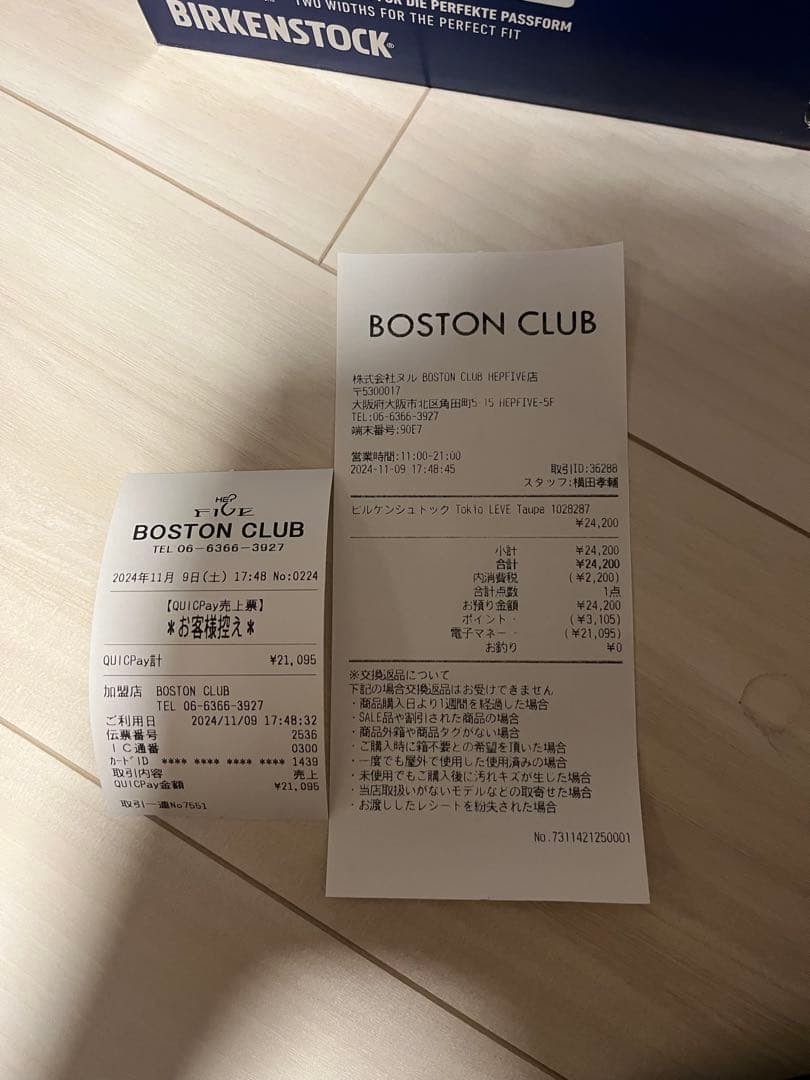 FÜR DIE PERFEKTE PASSFORM
TWO WIDTHS FOR THE PERFECT FIT
BIRKENSTOCK®
HEP
FIVE
BOSTON CLUB
TEL 06-6366-3927
2024年11月 9日(土) 17:48 No:0224
【QUICPay売上票】
*お客様控え*
QUICPay計 ¥21,095
加盟店 BOSTON CLUB
TEL 06-6366-3927
ご利用日 2024/11/09 17:48:32
伝票番号 2536
IC通番 0300
カードID **** **** **** **** 1439
取引内容 売上
QUICPay金額 ¥21,095
取引一連No7551
BOSTON CLUB
株式会社ヌル BOSTON CLUB HEPFIVE店
〒5300017
大阪府大阪市北区角田町5-15 HEPFIVE-5F
TEL:06-6366-3927
端末番号:90E7
営業時間:11:00-21:00
2024-11-09 17:48:45 取引ID:36288
スタッフ:横田孝輔
ビルケンシュトック Tokio LEVE Taupe 1028287
¥24,200
小計 ¥24,200
合計 ¥24,200
内消費税 (¥2,200)
合計点数 1点
お預り金額 ¥24,200
ポイント・ (¥3,105)
電子マネー・ (¥21,095)
お釣り ¥0
※交換返品について
下記の場合交換返品はお受けできません
・商品購入日より1週間を経過した場合
・SALE品や割引された商品の場合
・商品外箱や商品タグがない場合
・ご購入時に箱不要との希望を頂いた場合
・一度でも屋外で使用した使用済みの場合
・未使用でもご購入後に汚れキズが生じた場合
・当店取扱いがないモデルなどの取寄せた場合
・お渡ししたレシートを紛失された場合
No.7311421250001